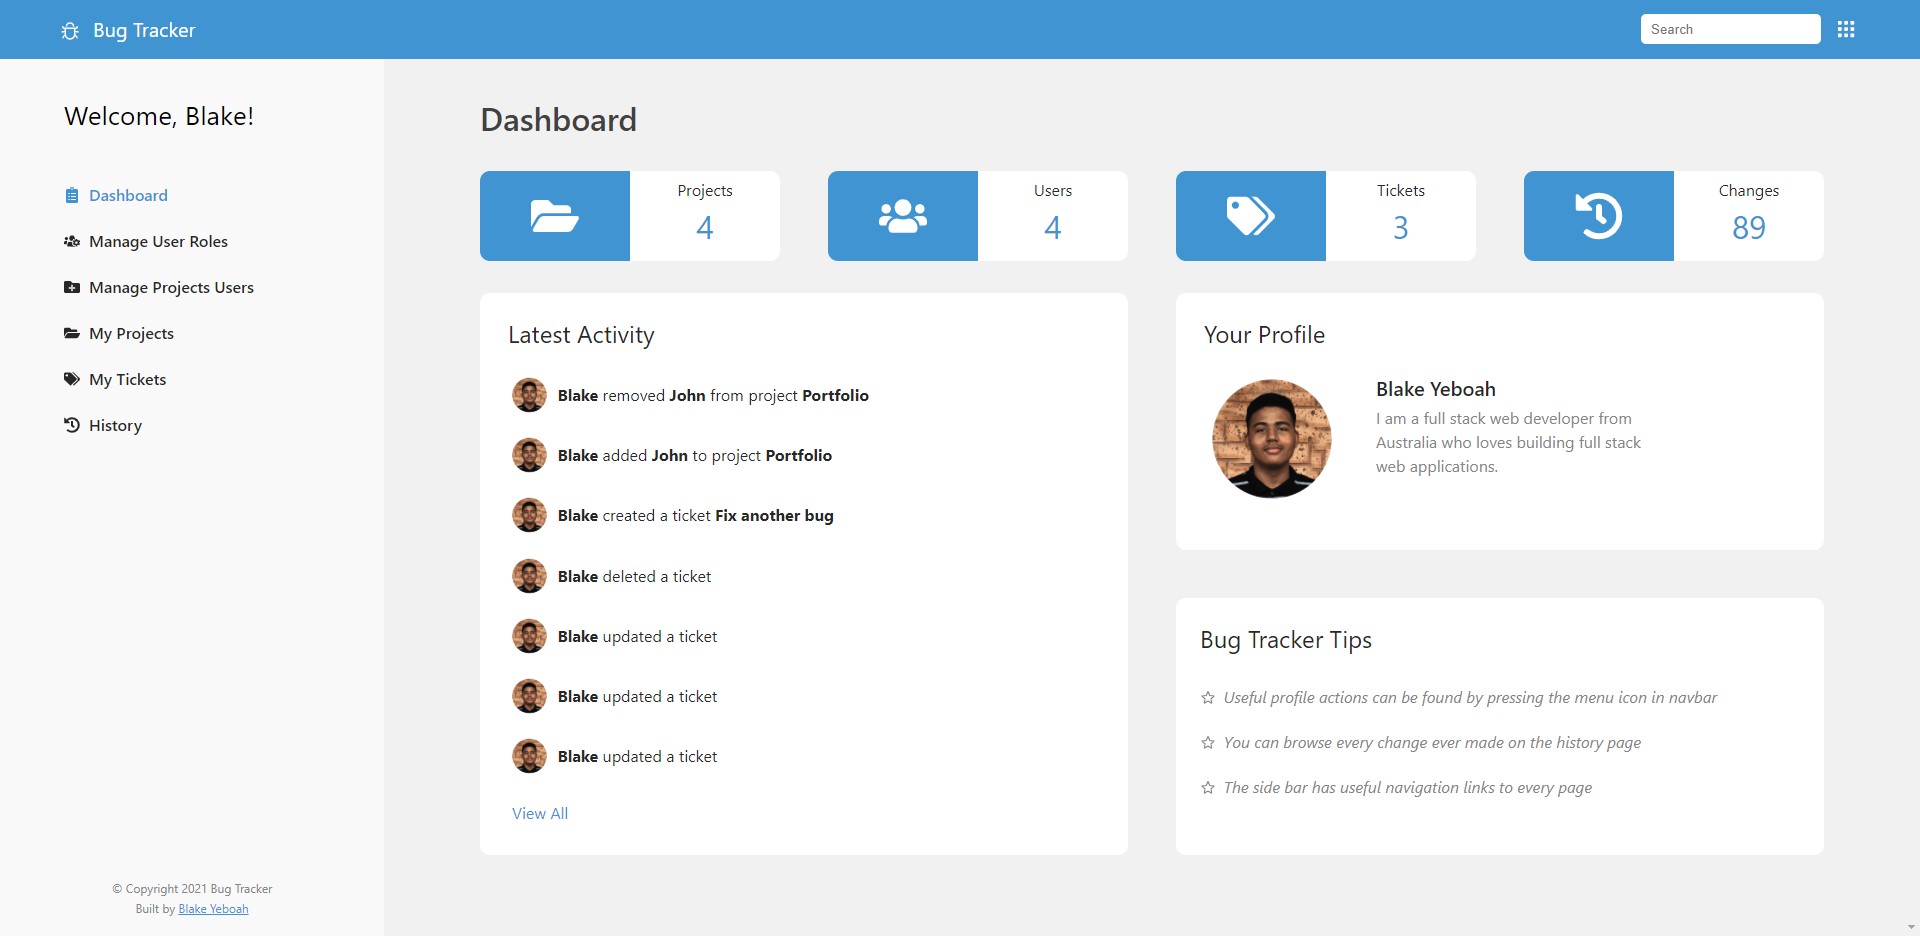 Bug Tracker
Search
Welcome, Blake!
Dashboard
Manage User Roles
Manage Projects Users
My Projects
My Tickets
History
© Copyright 2021 Bug Tracker
Built by Blake Yeboah
Dashboard
Projects
4
Users
4
Tickets
3
Changes
89
Latest Activity
Blake removed John from project Portfolio
Blake added John to project Portfolio
Blake created a ticket Fix another bug
Blake deleted a ticket
Blake updated a ticket
Blake updated a ticket
Blake updated a ticket
View All
Your Profile
Blake Yeboah
I am a full stack web developer from
Australia who loves building full stack
web applications.
Bug Tracker Tips
Useful profile actions can be found by pressing the menu icon in navbar
You can browse every change ever made on the history page
The side bar has useful navigation links to every page